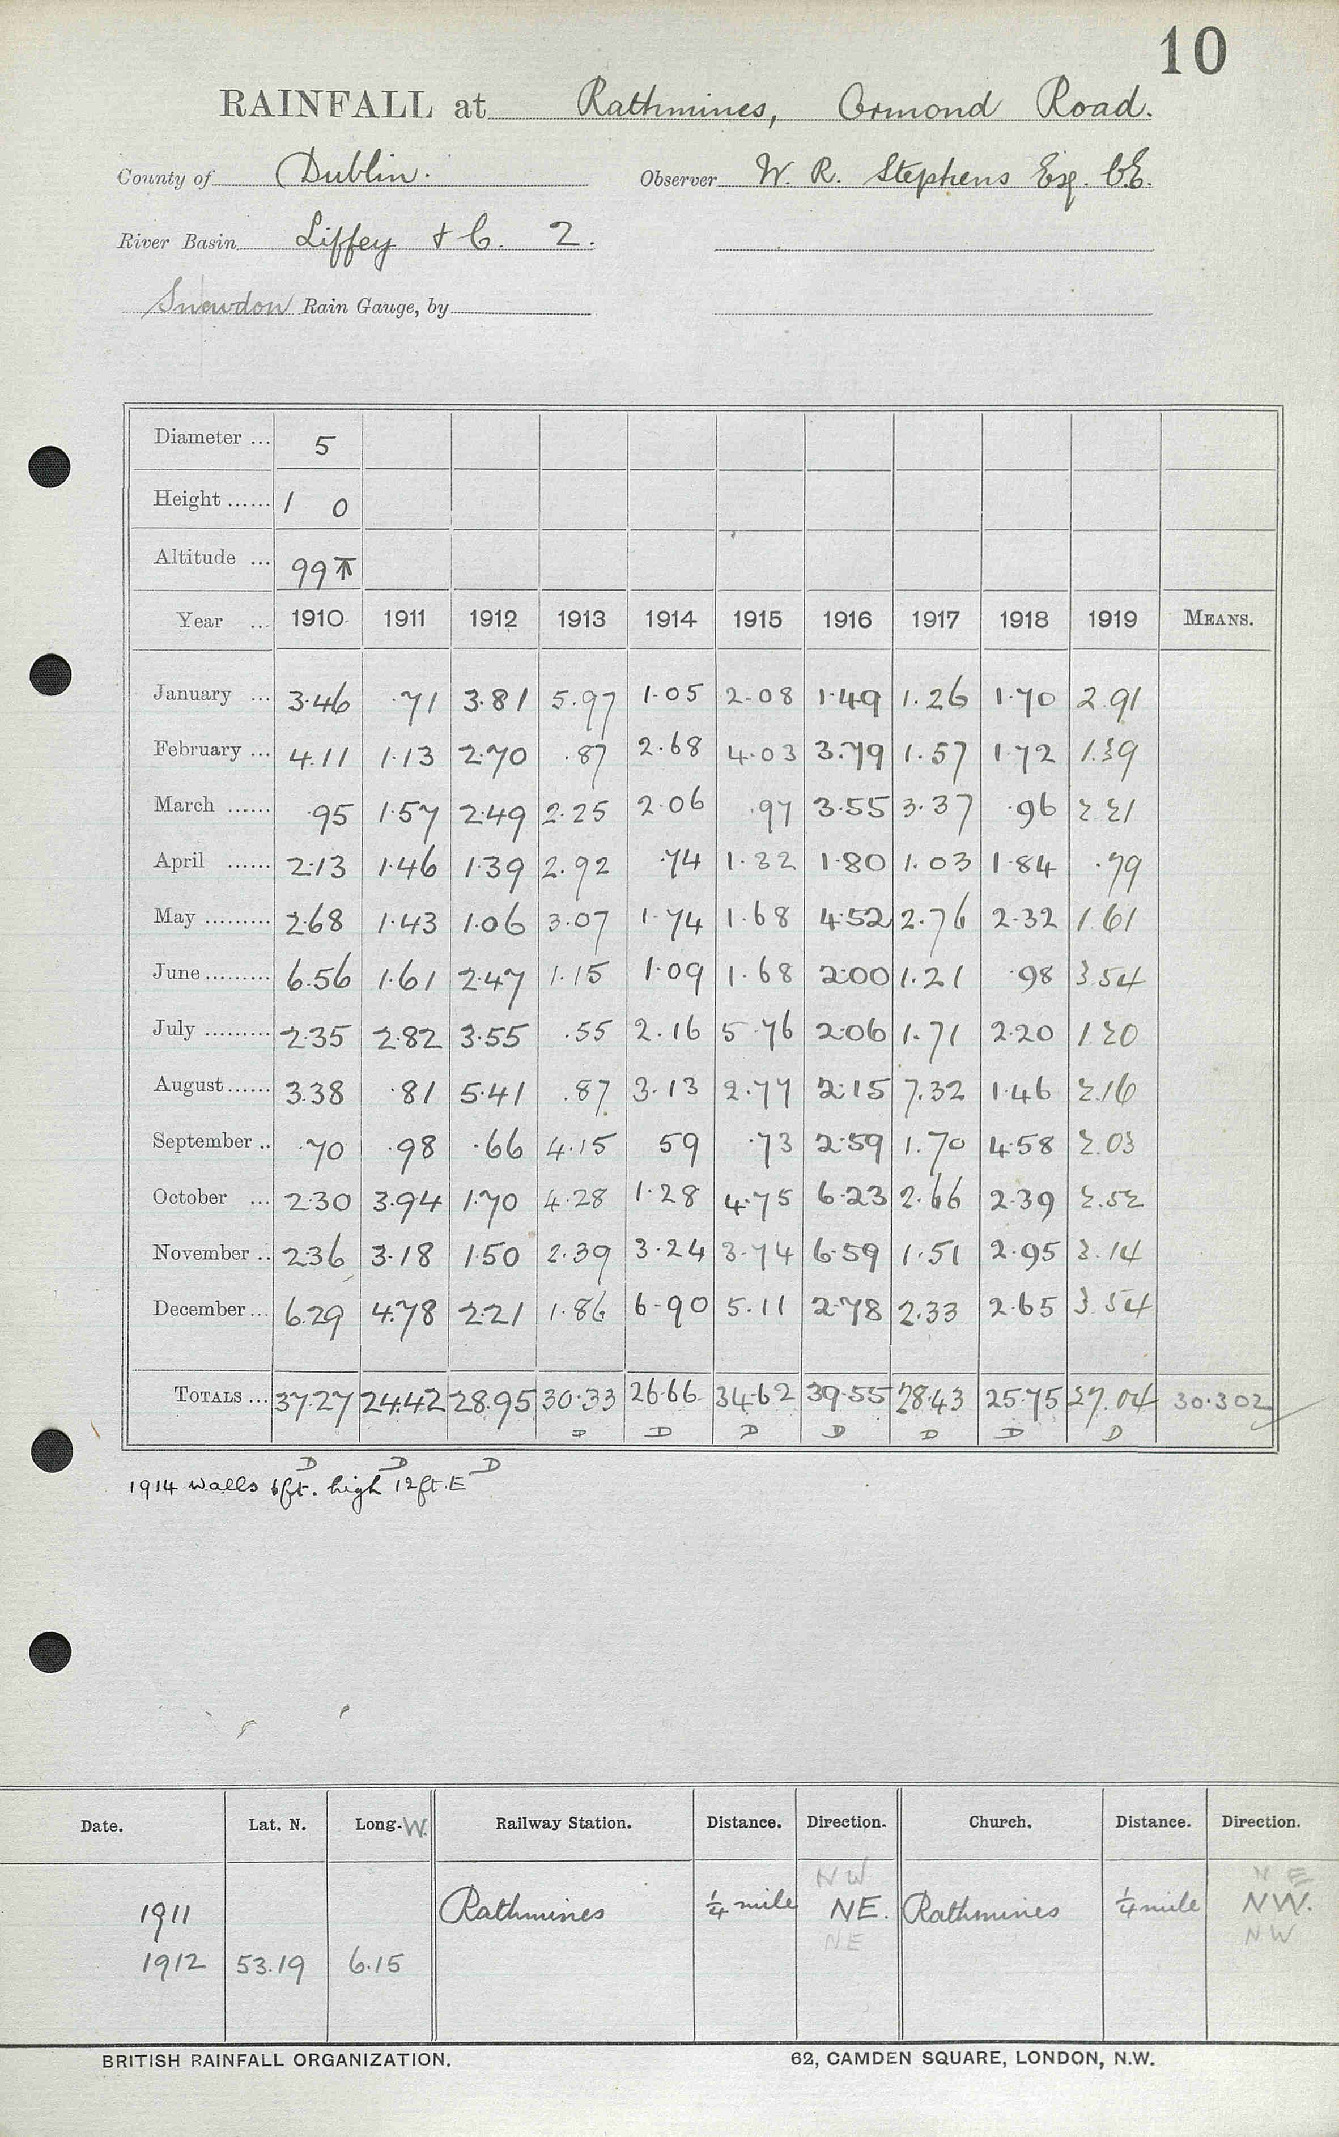 10
RAINFALL at Rathmines, Ormond Road.
County of Dublin. Observer W. R. Stephens Esq. C.E.
River Basin Liffey & C. 2.
Snowdon Rain Gauge, by
Diameter ... 5
Height ...... 1 0
Altitude ... 99 T
Year ... 1910 1911 1912 1913 1914 1915 1916 1917 1918 1919 MEANS.
January ... 3.46 .71 3.81 5.97 1.05 2.08 1.49 1.26 1.70 2.91
February ... 4.11 1.13 2.70 .87 2.68 4.03 3.79 1.57 1.72 1.39
March ...... .95 1.57 2.49 2.25 2.06 .97 3.55 3.37 .96 2.21
April ...... 2.13 1.46 1.39 2.92 .74 1.32 1.80 1.03 1.84 .79
May ......... 2.68 1.43 1.06 3.07 1.74 1.68 4.52 2.76 2.32 1.61
June ......... 6.56 1.61 2.47 1.15 1.09 1.68 2.00 1.21 .98 3.54
July ......... 2.35 2.82 3.55 .55 2.16 5.76 2.06 1.71 2.20 1.20
August ...... 3.38 .81 5.41 .87 3.13 2.77 2.15 7.32 1.46 2.16
September .. .70 .98 .66 4.15 59 .73 2.59 1.70 4.58 2.03
October ... 2.30 3.94 1.70 4.28 1.28 4.75 6.23 2.66 2.39 2.52
November .. 2.36 3.18 1.50 2.39 3.24 3.74 6.59 1.51 2.95 3.14
December ... 6.29 4.78 2.21 1.86 6.90 5.11 2.78 2.33 2.65 3.54
TOTALS ... 37.27 24.42 28.95 30.33 26.66 34.62 39.55 28.43 25.75 27.04 30.302
D D D D D D D
D D D
1914 walls 6ft. high 12ft. E
Date. Lat. N. Long. W. Railway Station. Distance. Direction. Church. Distance. Direction.
NW NE
1911 Rathmines ¼ mile NE. Rathmines ¼ mile NW.
NE NW
1912 53.19 6.15
BRITISH RAINFALL ORGANIZATION. 62, CAMDEN SQUARE, LONDON, N.W.